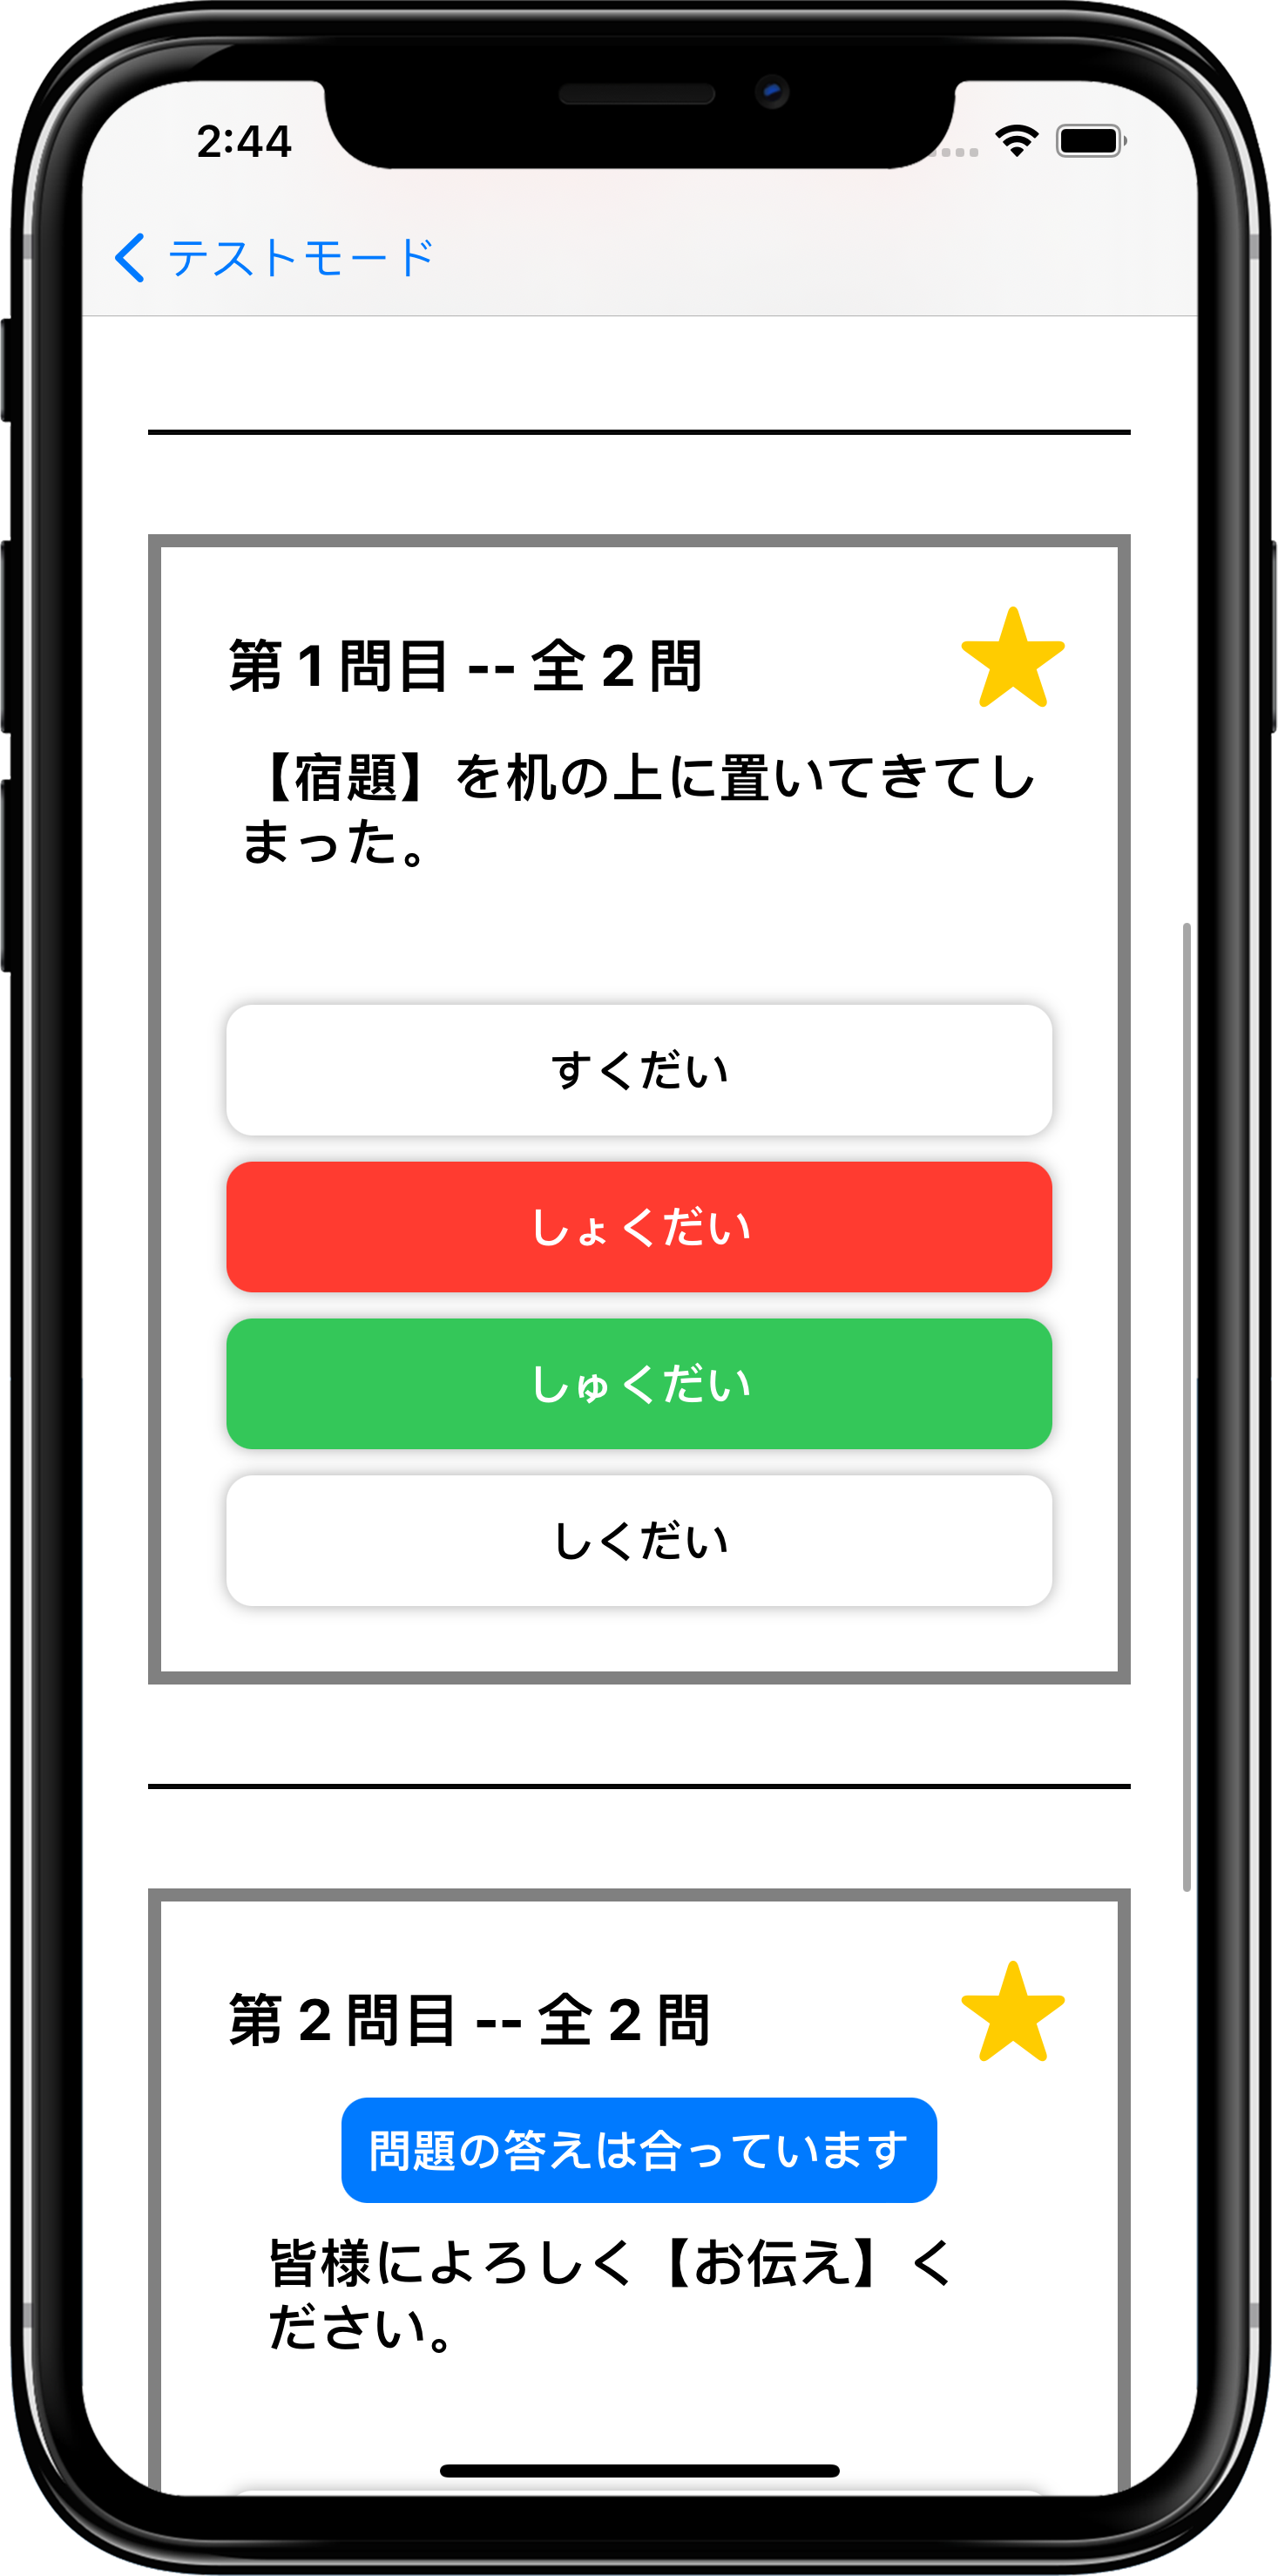 2:44
テストモード
第 1 問目 -- 全 2 問
【宿題】を机の上に置いてきてし
まった。
すくだい
しょくだい
しゅくだい
しくだい
第 2 問目 -- 全 2 問
問題の答えは合っています
皆様によろしく【お伝え】く
ださい。